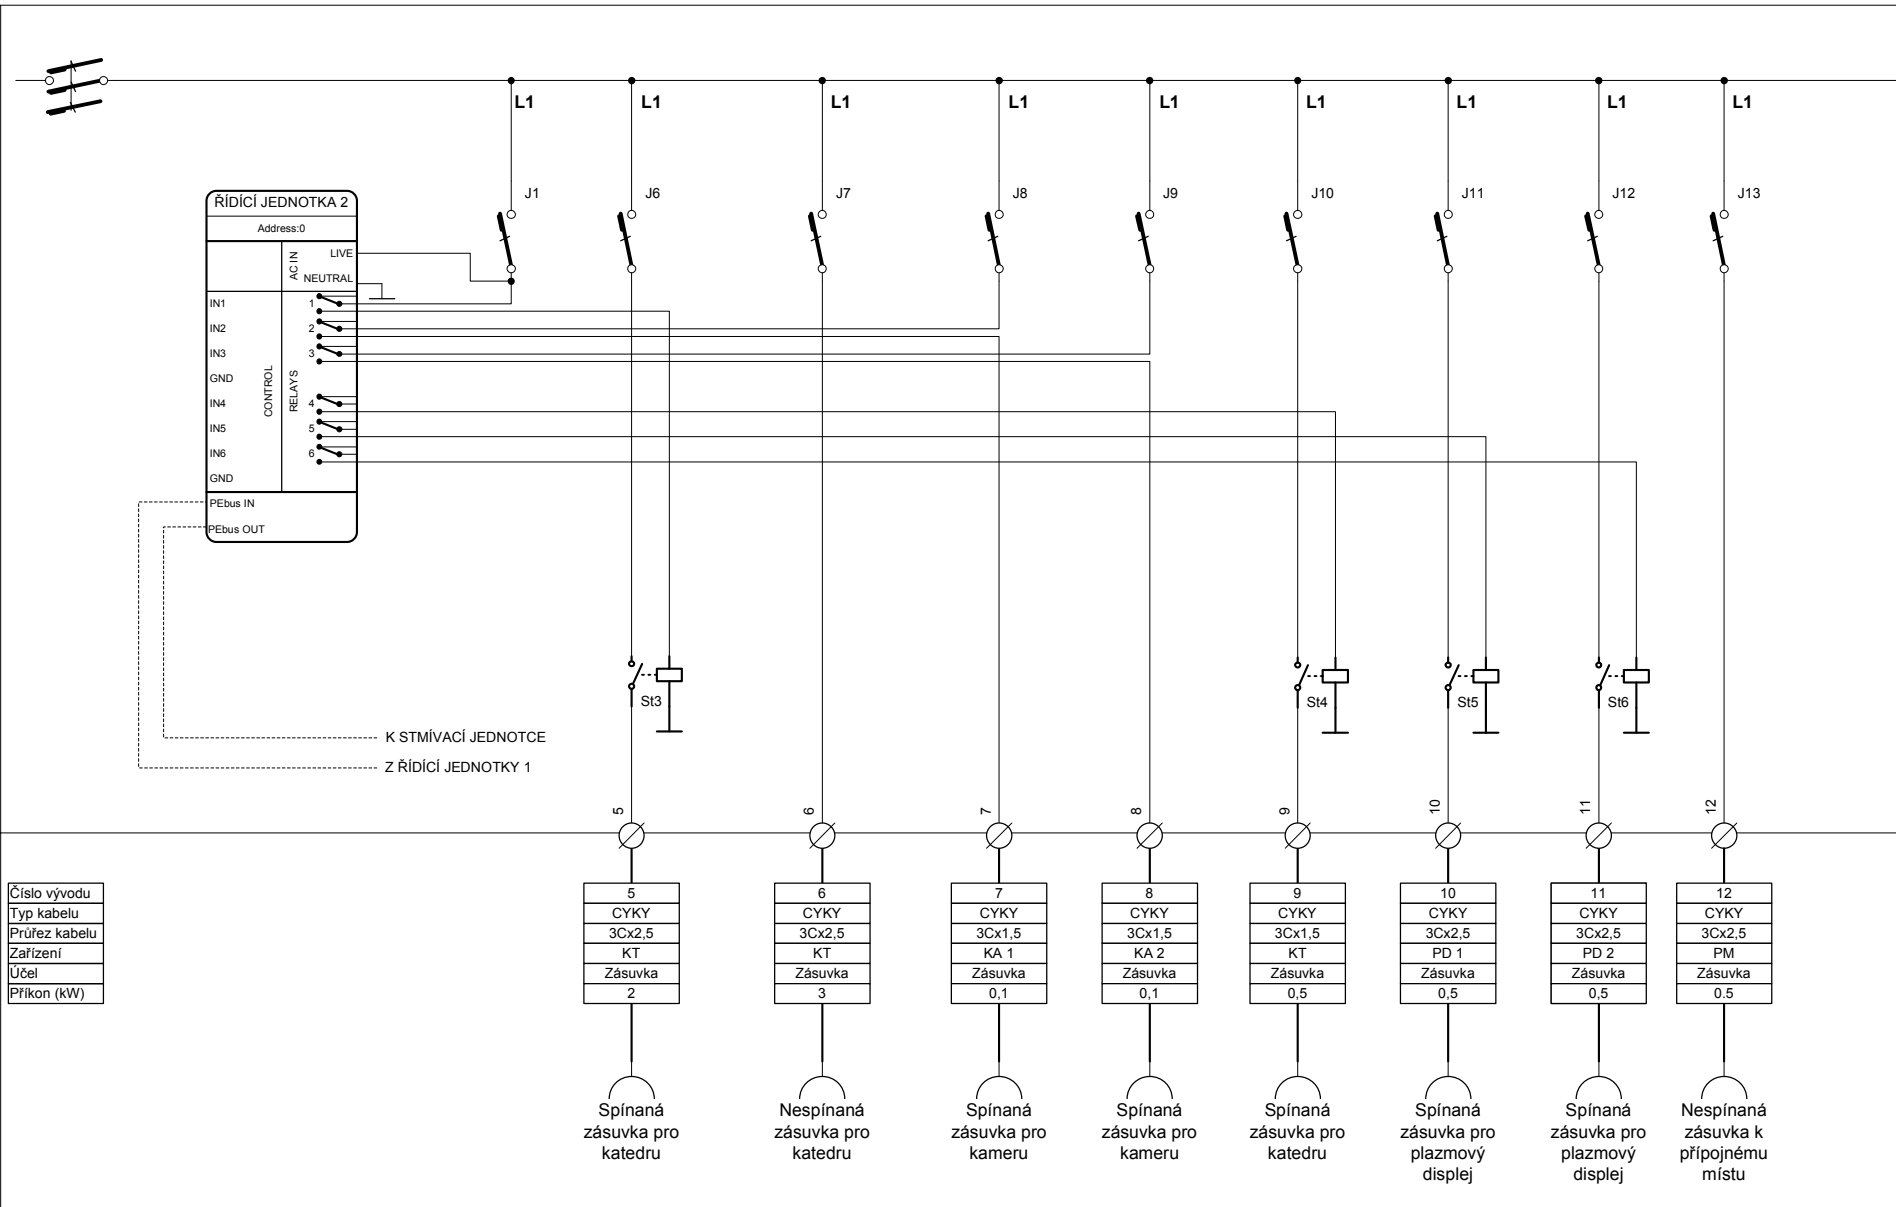 L1 L1 L1 L1 L1 L1 L1 L1 L1
J1 J6 J7 J8 J9 J10 J11 J12 J13
ŘÍDÍCÍ JEDNOTKA 2
Address:0
AC IN
LIVE
NEUTRAL
CONTROL
RELAYS
IN1 1
IN2 2
IN3 3
GND
IN4 4
IN5 5
IN6 6
GND
PEbus IN
PEbus OUT
St3 St4 St5 St6
K STMÍVACÍ JEDNOTCE
Z ŘÍDÍCÍ JEDNOTKY 1
5 6 7 8 9 10 11 12
Číslo vývodu 5 6 7 8 9 10 11 12
Typ kabelu CYKY CYKY CYKY CYKY CYKY CYKY CYKY CYKY
Průřez kabelu 3Cx2,5 3Cx2,5 3Cx1,5 3Cx1,5 3Cx1,5 3Cx2,5 3Cx2,5 3Cx2,5
Zařízení KT KT KA 1 KA 2 KT PD 1 PD 2 PM
Účel Zásuvka Zásuvka Zásuvka Zásuvka Zásuvka Zásuvka Zásuvka Zásuvka
Příkon (kW) 2 3 0,1 0,1 0,5 0,5 0,5 0.5
Spínaná
zásuvka pro
katedru
Nespínaná
zásuvka pro
katedru
Spínaná
zásuvka pro
kameru
Spínaná
zásuvka pro
kameru
Spínaná
zásuvka pro
katedru
Spínaná
zásuvka pro
plazmový
displej
Spínaná
zásuvka pro
plazmový
displej
Nespínaná
zásuvka k
přípojnému
místu